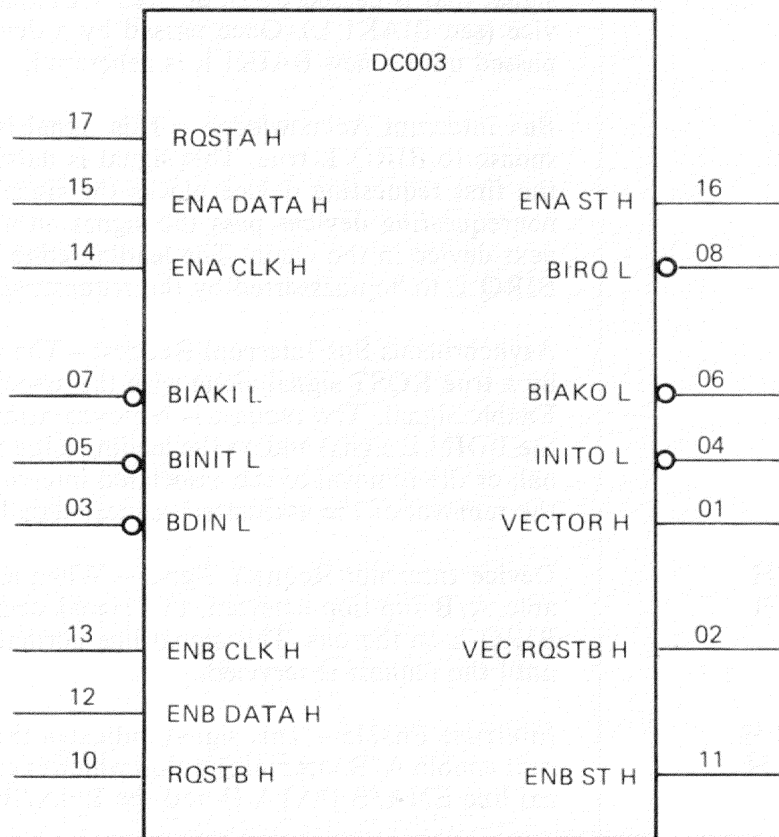 DC003
17 RQSTA H
15 ENA DATA H ENA ST H 16
14 ENA CLK H BIRQ L 08
07 BIAKI L BIAKO L 06
05 BINIT L INITO L 04
03 BDIN L VECTOR H 01
13 ENB CLK H VEC RQSTB H 02
12 ENB DATA H
10 RQSTB H ENB ST H 11